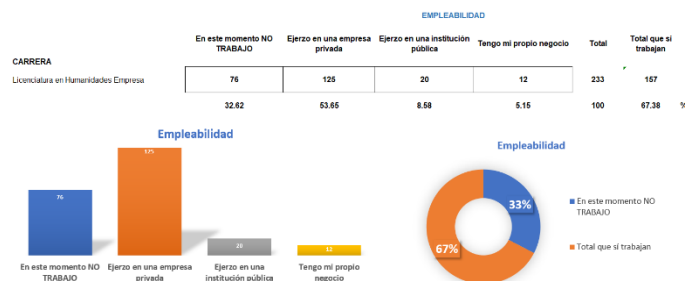 EMPLEABILIDAD
CARRERA
En este momento NO TRABAJO
Ejerzo en una empresa privada
Ejerzo en una institución pública
Tengo mi propio negocio
Total
Total que sí trabajan
Licenciatura en Humanidades Empresa 76 125 20 12 233 157
32.62 53.65 8.58 5.15 100 67.38 %
Empleabilidad
76
125
20
12
En este momento NO TRABAJO
Ejerzo en una empresa privada
Ejerzo en una institución pública
Tengo mi propio negocio
Empleabilidad
33%
67%
En este momento NO
TRABAJO
Total que sí trabajan